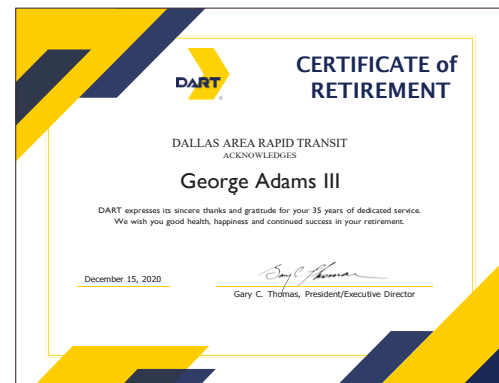 DART
CERTIFICATE of
RETIREMENT
DALLAS AREA RAPID TRANSIT
ACKNOWLEDGES
George Adams III
DART expresses its sincere thanks and gratitude for your 35 years of dedicated service.
We wish you good health, happiness and continued success in your retirement.
December 15, 2020
Gary C. Thomas
Gary C. Thomas, President/Executive Director